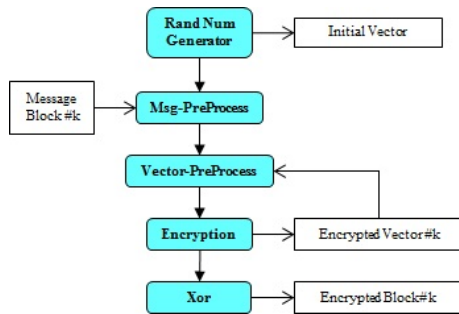 Rand Num
Generator
Initial Vector
Message
Block #k
Msg-PreProcess
Vector-PreProcess
Encryption
Encrypted Vector #k
Xor
Encrypted Block#k